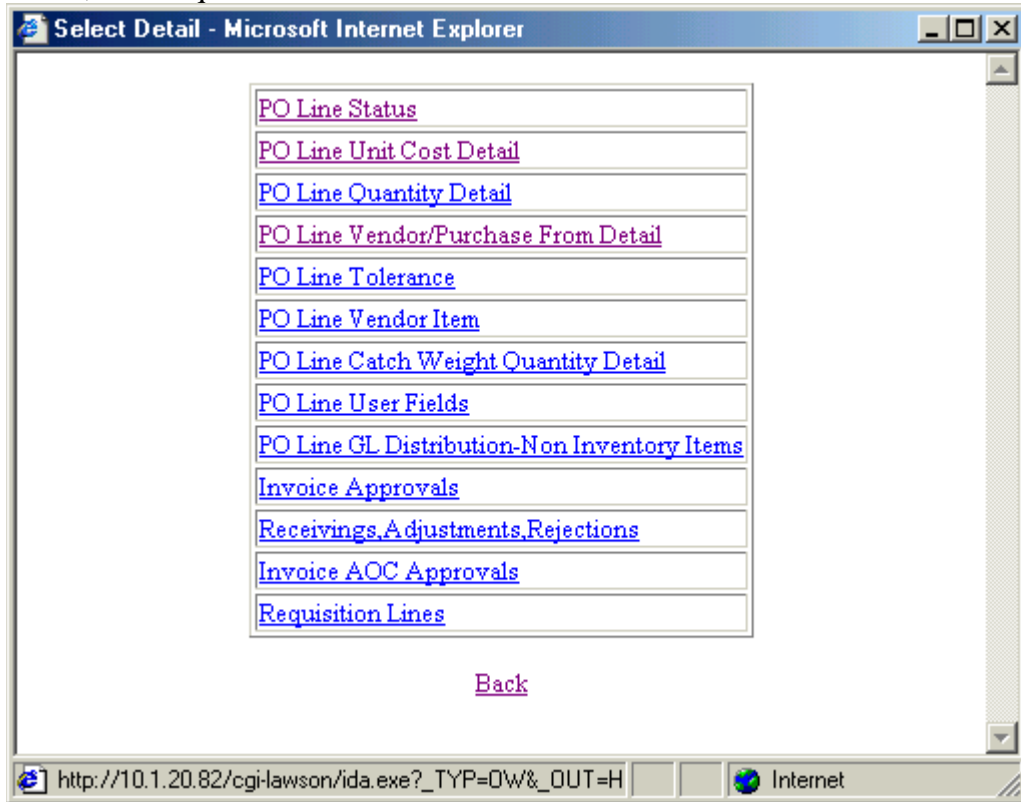 Select Detail - Microsoft Internet Explorer
PO Line Status
PO Line Unit Cost Detail
PO Line Quantity Detail
PO Line Vendor/Purchase From Detail
PO Line Tolerance
PO Line Vendor Item
PO Line Catch Weight Quantity Detail
PO Line User Fields
PO Line GL Distribution-Non Inventory Items
Invoice Approvals
Receivings,Adjustments,Rejections
Invoice AOC Approvals
Requisition Lines
Back
http://10.1.20.82/cgi-lawson/ida.exe?_TYP=OW&_OUT=H Internet